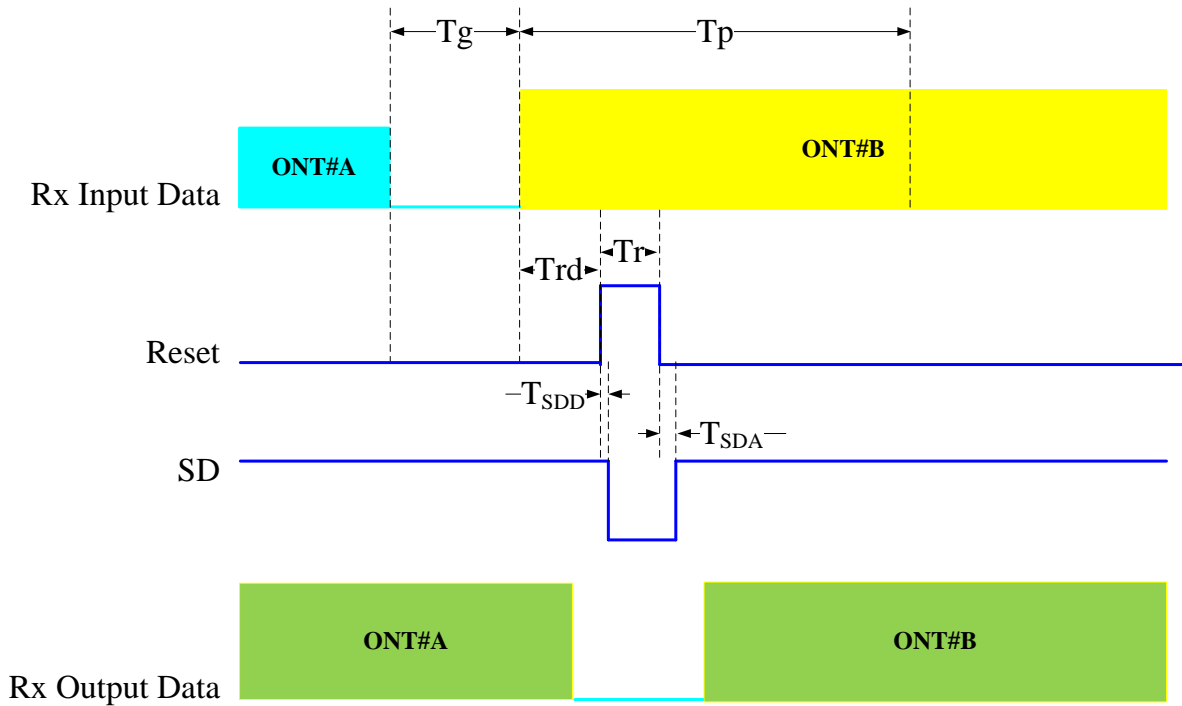 Tg
Tp
ONT#A
ONT#B
Rx Input Data
Trd
Tr
Reset
TSDD
TSDA
SD
ONT#A
ONT#B
Rx Output Data